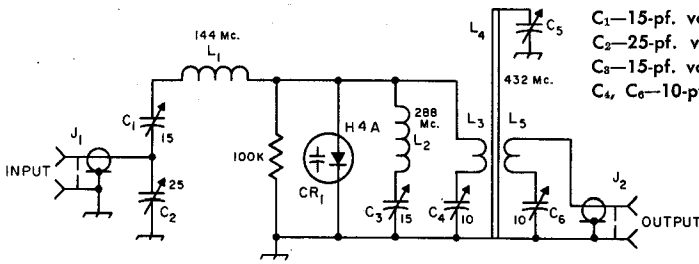 144 Mc.
L1
C1
15
J1
INPUT
25
C2
100K
H4A
CR1
288
Mc.
L2
C3
15
L3
C4
10
L4
C5
432 Mc.
L5
10
C6
J2
OUTPUT
C1—15-pf. v
C2—25-pf. v
C3—15-pf. v
C4, C6—10-p